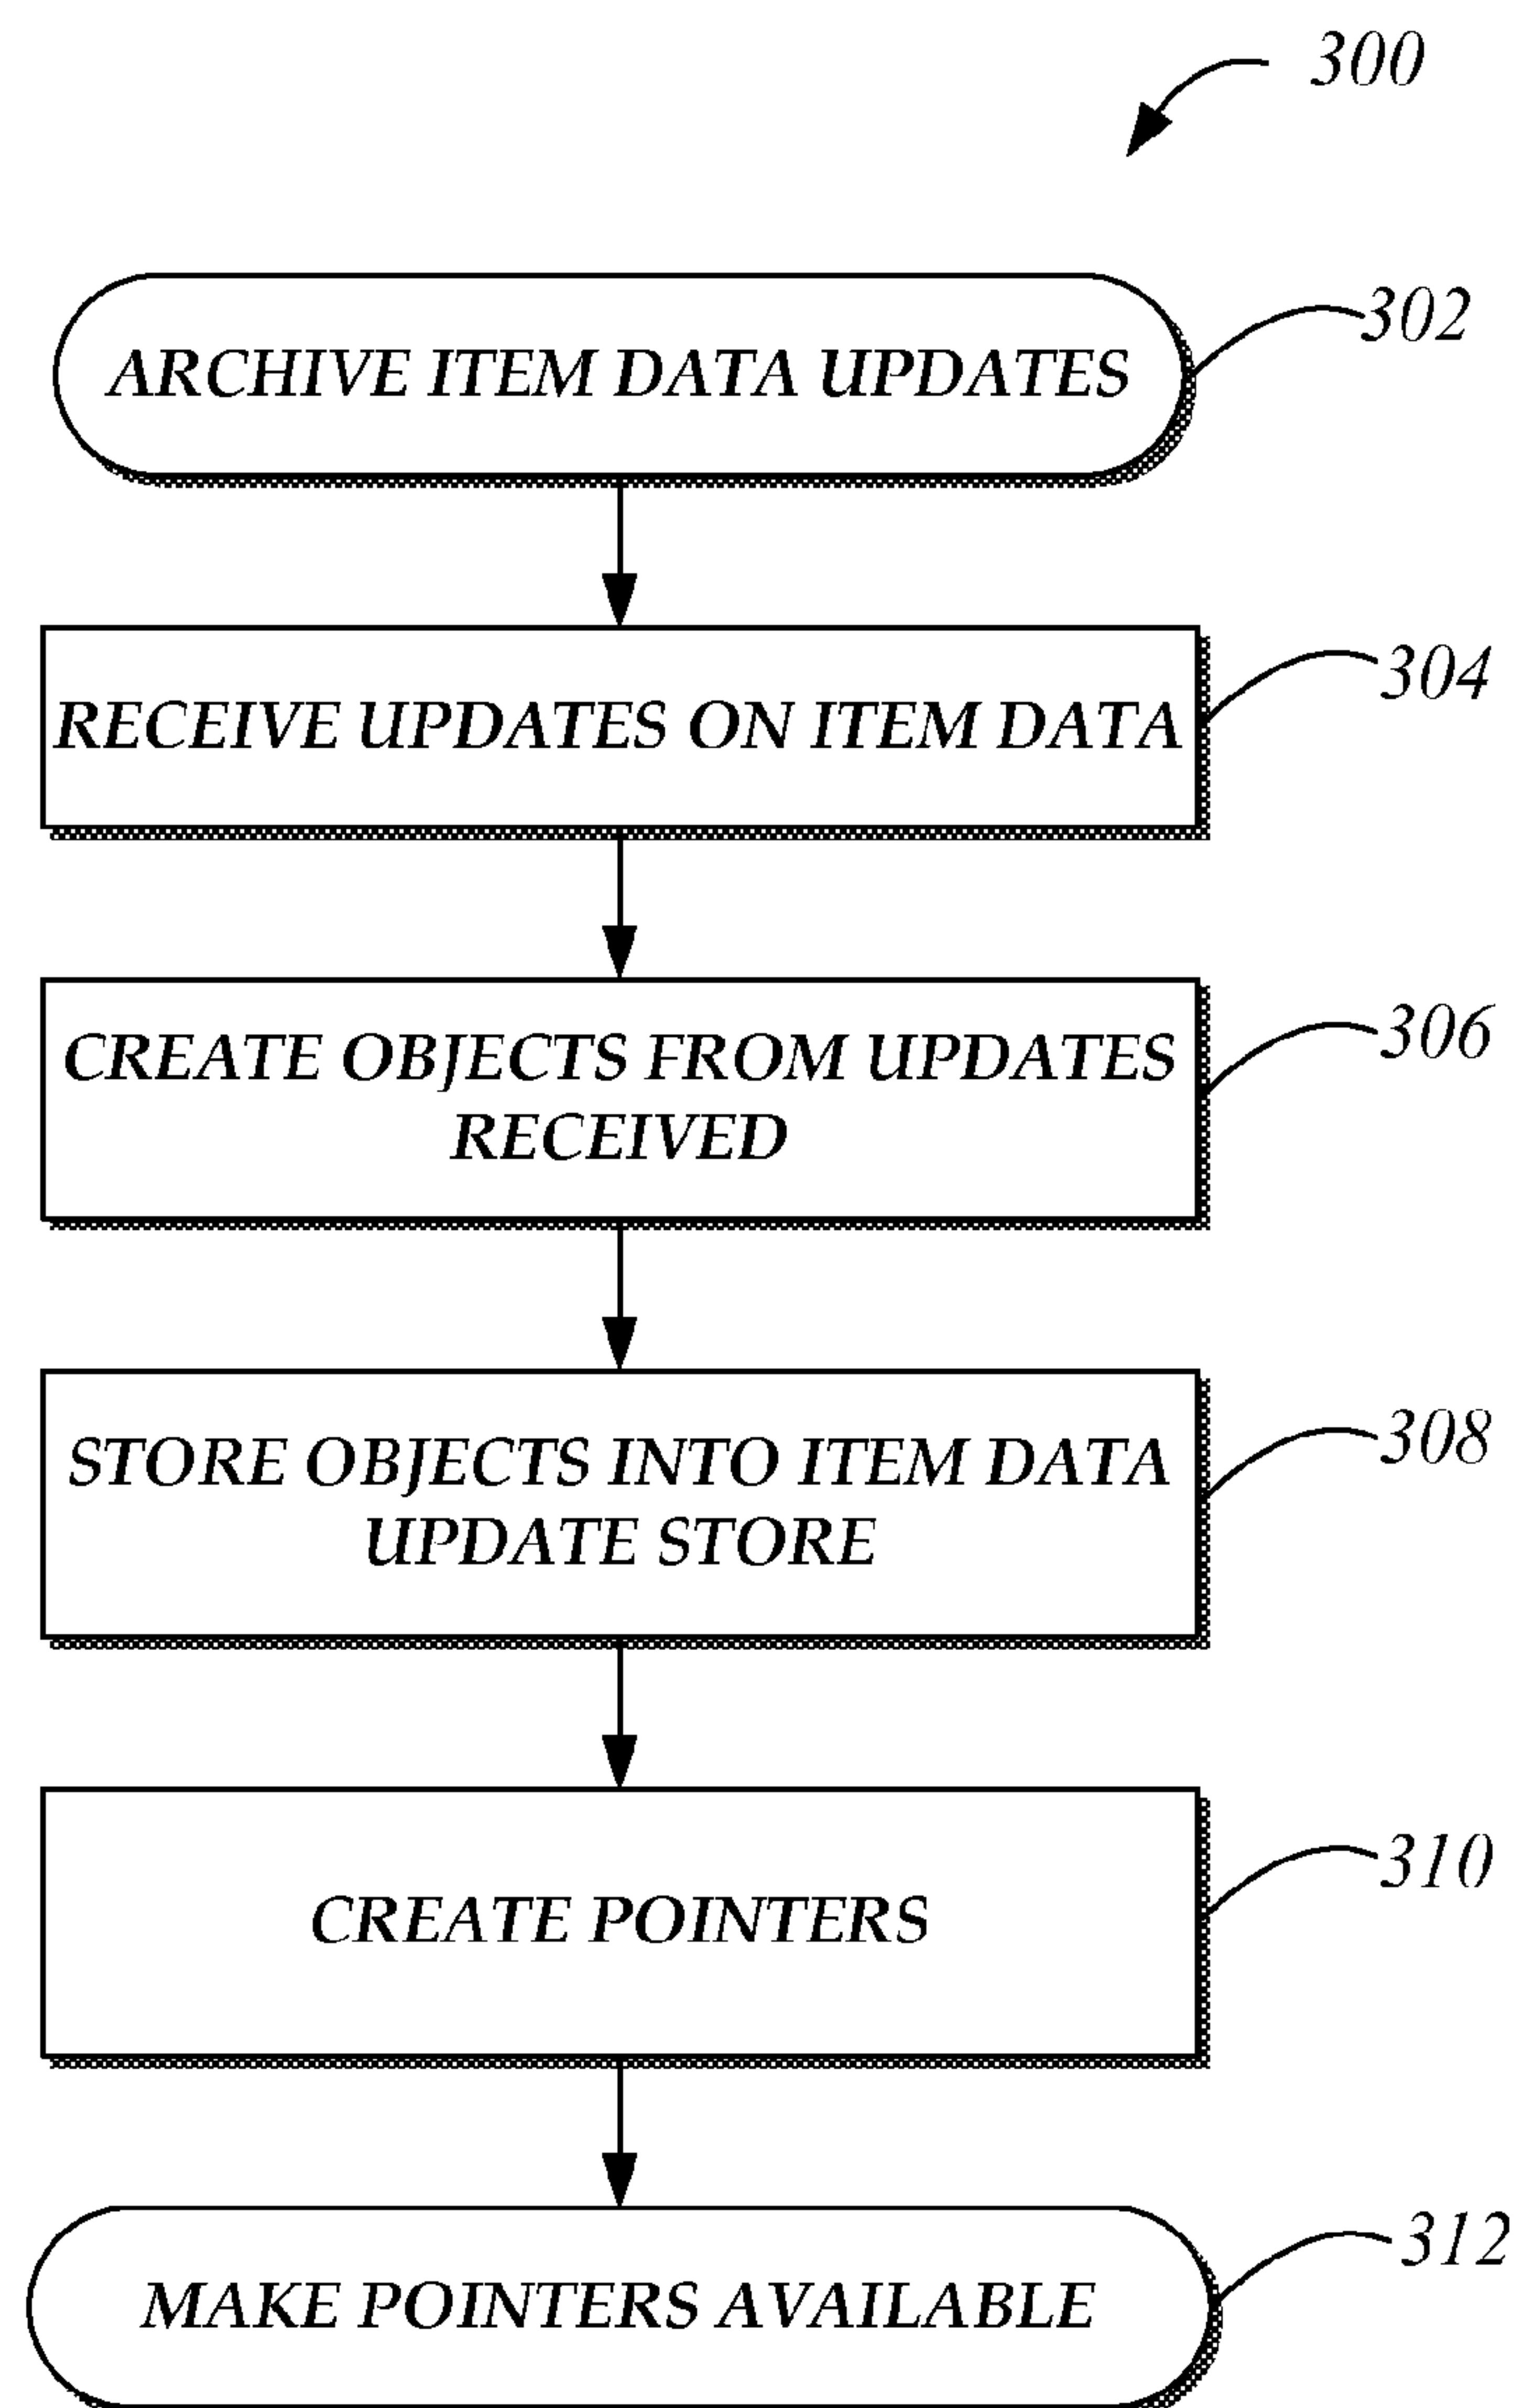 300
302
ARCHIVE ITEM DATA UPDATES
304
RECEIVE UPDATES ON ITEM DATA
306
CREATE OBJECTS FROM UPDATES
RECEIVED
308
STORE OBJECTS INTO ITEM DATA
UPDATE STORE
310
CREATE POINTERS
312
MAKE POINTERS AVAILABLE